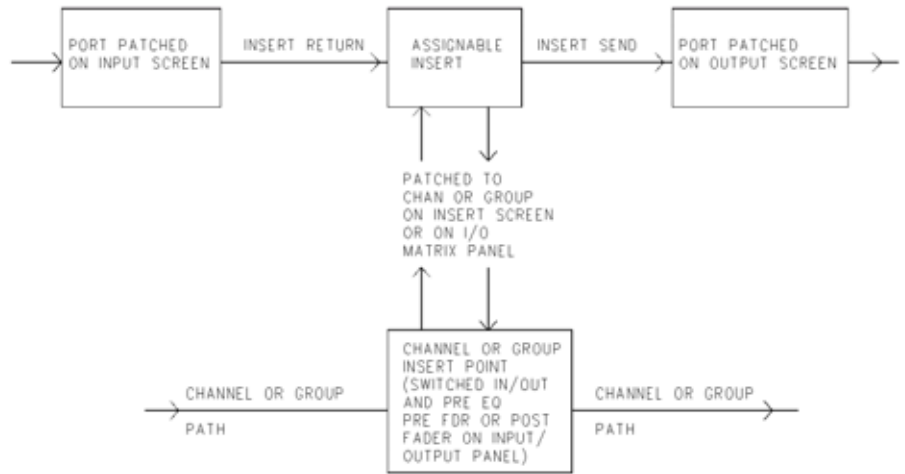 PORT PATCHED
ON INPUT SCREEN
INSERT RETURN
ASSIGNABLE
INSERT
INSERT SEND
PORT PATCHED
ON OUTPUT SCREEN
PATCHED TO
CHAN OR GROUP
ON INSERT SCREEN
OR ON I/O
MATRIX PANEL
CHANNEL OR GROUP
PATH
CHANNEL OR GROUP
INSERT POINT
(SWITCHED IN/OUT
AND PRE EQ
PRE FDR OR POST
FADER ON INPUT/
OUTPUT PANEL)
CHANNEL OR GROUP
PATH